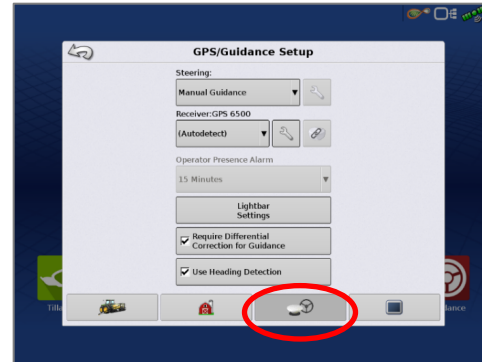 GPS/Guidance Setup
Steering:
Manual Guidance
Receiver:GPS 6500
(Autodetect)
Operator Presence Alarm
15 Minutes
Lightbar
Settings
Require Differential
Correction for Guidance
Use Heading Detection
Tilla
lance